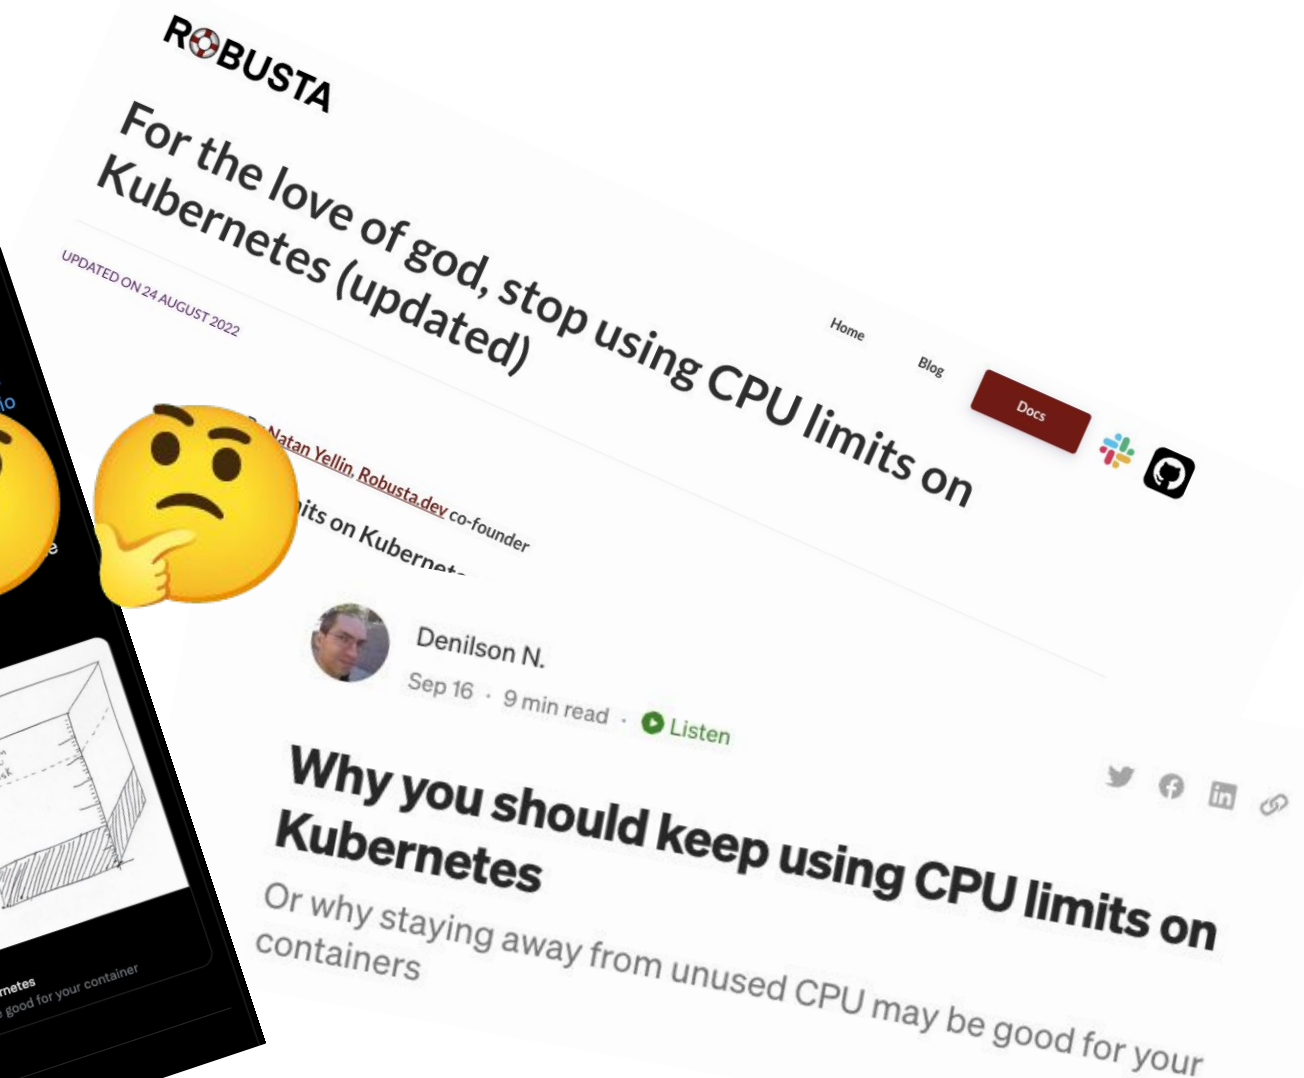 ROBUSTA
For the love of god, stop using CPU limits on
Kubernetes (updated)
UPDATED ON 24 AUGUST 2022
Home
Blog
Docs
Natan Yellin, Robusta.dev co-founder
on Kubernete
Denilson N.
Sep 16 · 9 min read · Listen
Why you should keep using CPU limits on
Kubernetes
Or why staying away from unused CPU may be good for your
containers
io
good for your container